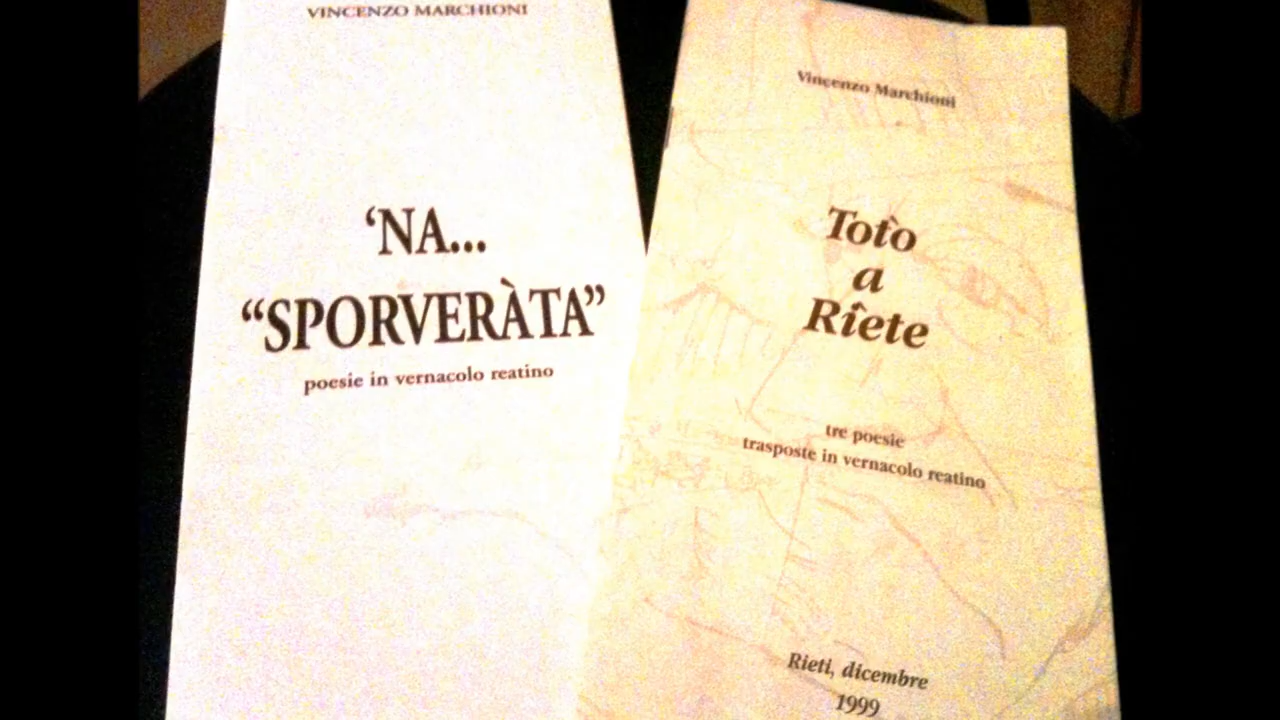 VINCENZO MARCHIONI
‘NA...
“SPORVERÀTA”
poesie in vernacolo reatino
Vincenzo Marchioni
Totò
a
Rîete
tre poesie
trasposte in vernacolo reatino
Rieti, dicembre
1999